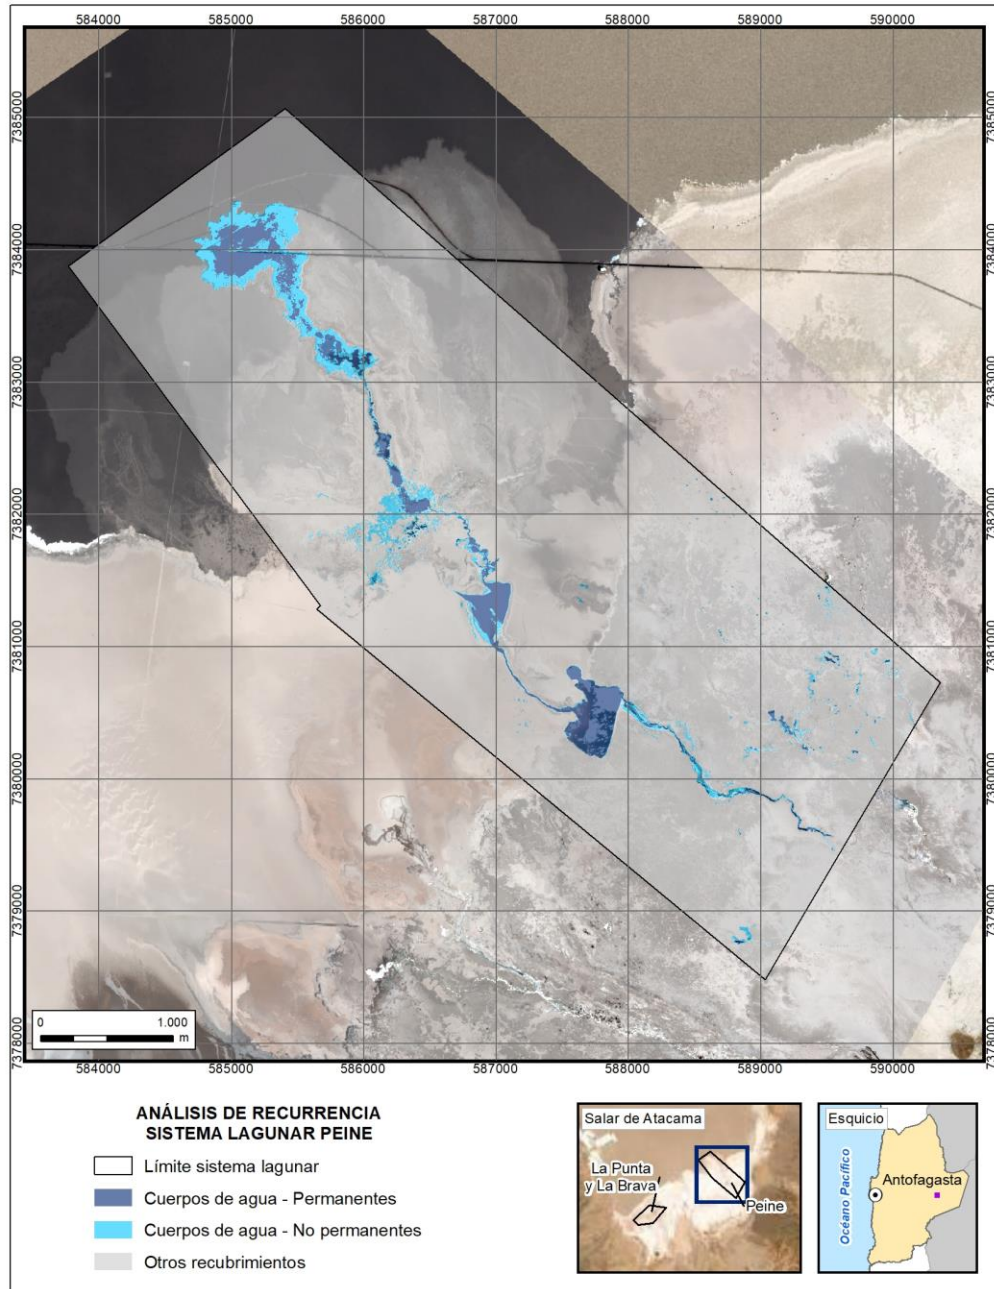 584000 585000 586000 587000 588000 589000 590000
7385000 7385000
7384000 7384000
7383000 7383000
7382000 7382000
7381000 7381000
7380000 7380000
7379000 7379000
7378000 7378000
0 1.000
m
584000 585000 586000 587000 588000 589000 590000
ANÁLISIS DE RECURRENCIA
SISTEMA LAGUNAR PEINE
Límite sistema lagunar
Cuerpos de agua - Permanentes
Cuerpos de agua - No permanentes
Otros recubrimientos
Salar de Atacama
La Punta
y La Brava
Peine
Esquicio
Océano Pacífico
Antofagasta